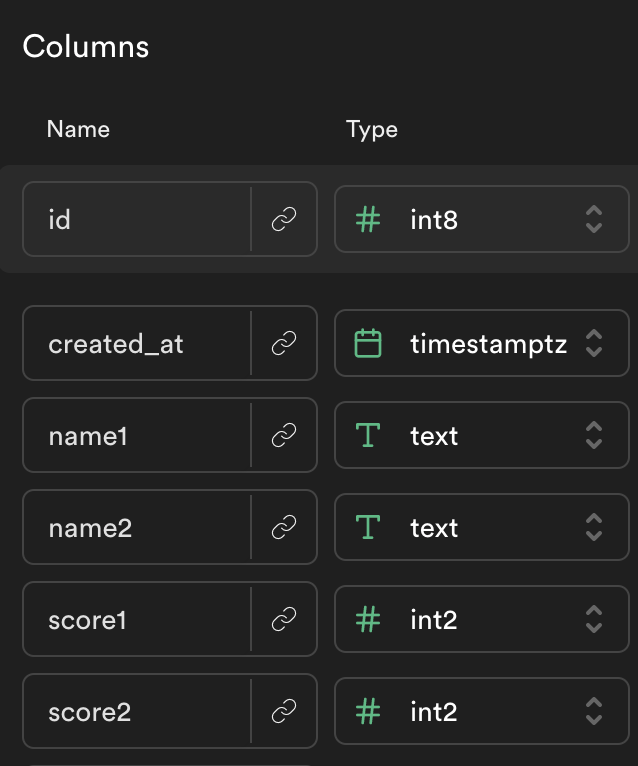 Columns
Name Type
id int8
created_at timestamptz
name1 text
name2 text
score1 int2
score2 int2